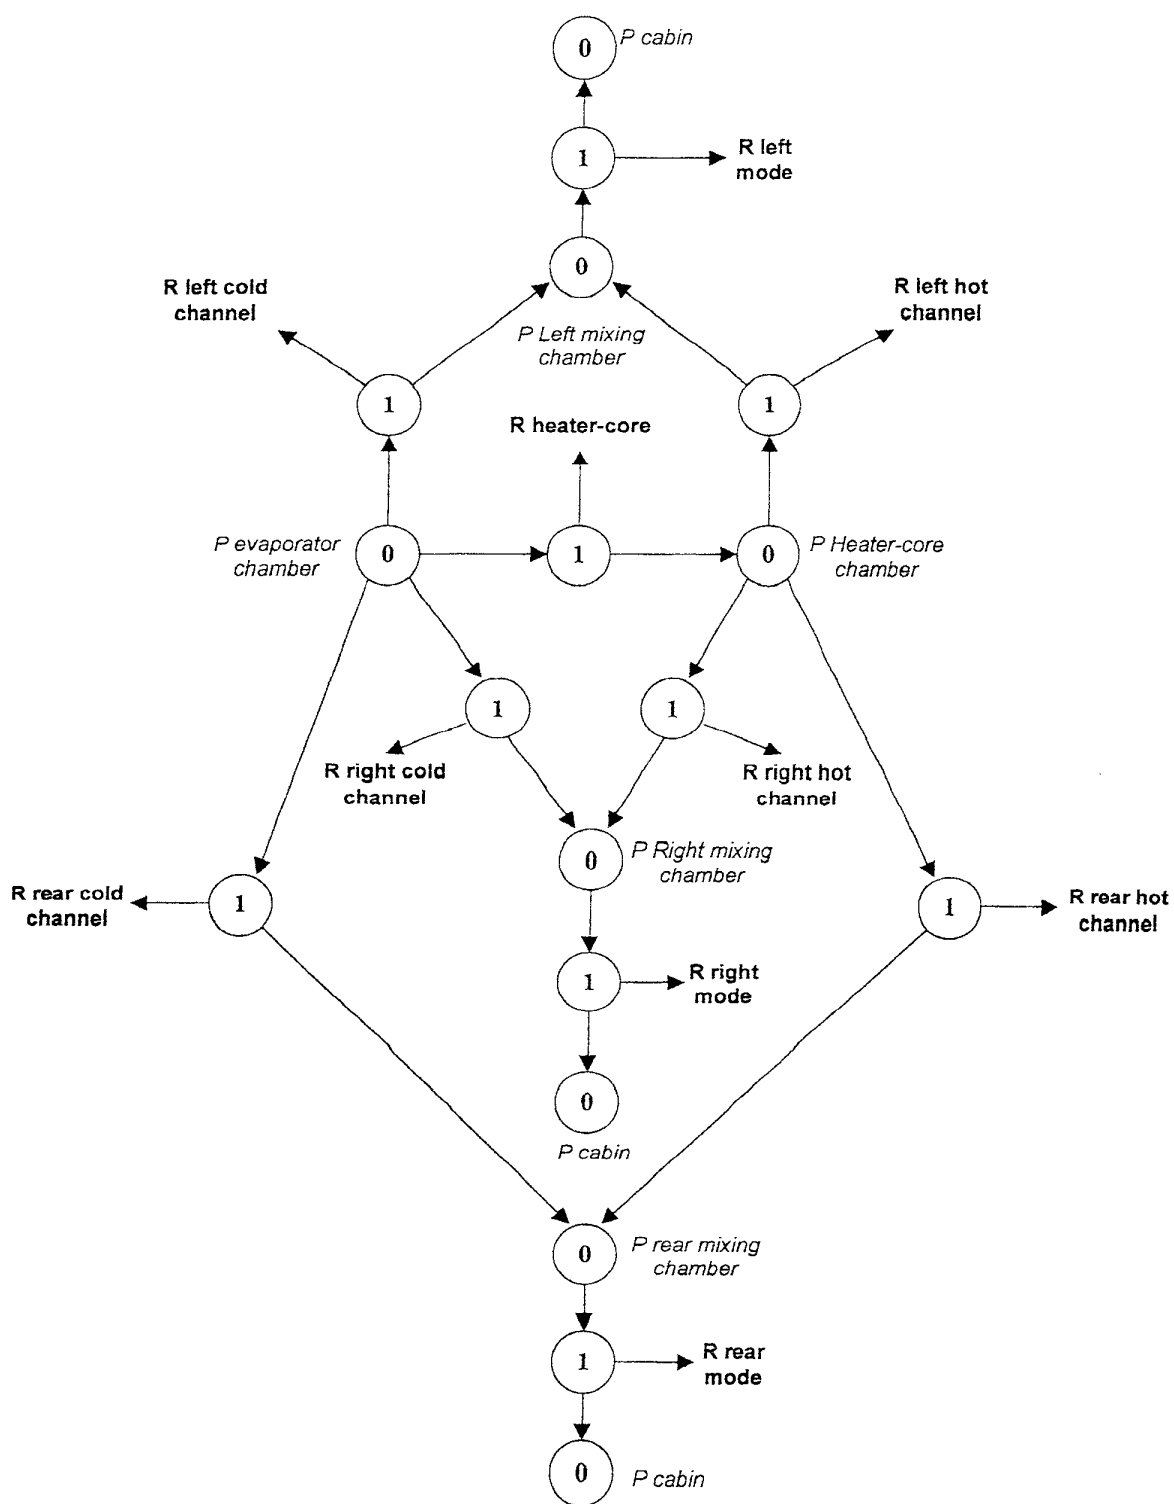 0
P cabin
1
R left
mode
0
R left cold
channel
R left hot
channel
P Left mixing
chamber
1
1
R heater-core
P evaporator
chamber
0
1
0
P Heater-core
chamber
1
1
R right cold
channel
R right hot
channel
0
P Right mixing
chamber
R rear cold
channel
1
1
R rear hot
channel
1
R right
mode
0
P cabin
0
P rear mixing
chamber
1
R rear
mode
0
P cabin